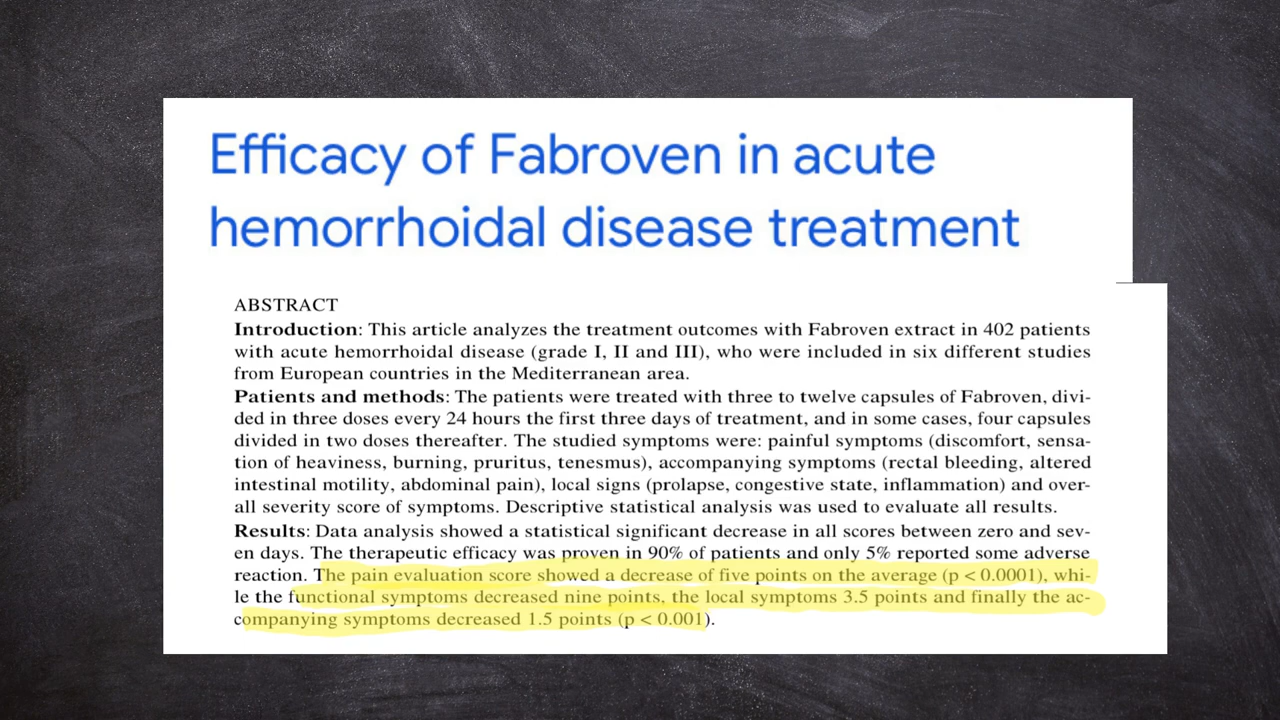 Efficacy of Fabroven in acute
hemorrhoidal disease treatment
ABSTRACT
Introduction: This article analyzes the treatment outcomes with Fabroven extract in 402 patients
with acute hemorrhoidal disease (grade I, II and III), who were included in six different studies
from European countries in the Mediterranean area.
Patients and methods: The patients were treated with three to twelve capsules of Fabroven, divi-
ded in three doses every 24 hours the first three days of treatment, and in some cases, four capsules
divided in two doses thereafter. The studied symptoms were: painful symptoms (discomfort, sensa-
tion of heaviness, burning, pruritus, tenesmus), accompanying symptoms (rectal bleeding, altered
intestinal motility, abdominal pain), local signs (prolapse, congestive state, inflammation) and over-
all severity score of symptoms. Descriptive statistical analysis was used to evaluate all results.
Results: Data analysis showed a statistical significant decrease in all scores between zero and sev-
en days. The therapeutic efficacy was proven in 90% of patients and only 5% reported some adverse
reaction. The pain evaluation score showed a decrease of five points on the average (p < 0.0001), whi-
le the functional symptoms decreased nine points, the local symptoms 3.5 points and finally the ac-
companying symptoms decreased 1.5 points (p < 0.001).